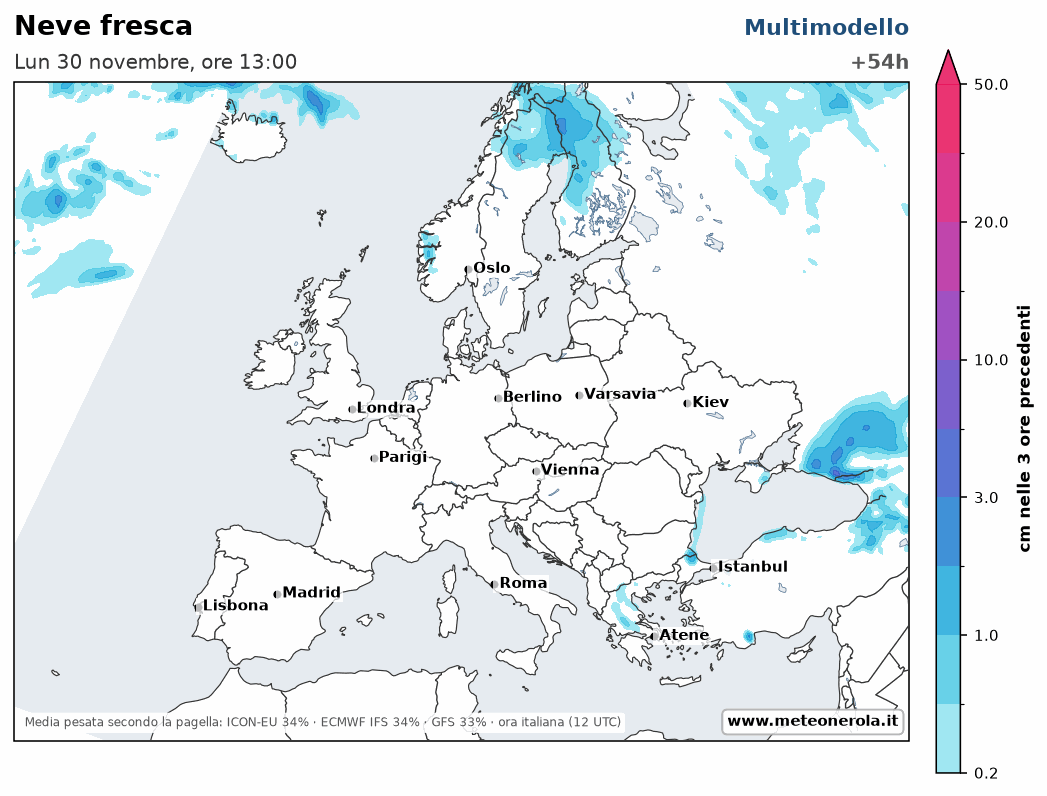 Neve fresca
Multimodello
Lun 30 novembre, ore 13:00
+54h
50.0
20.0
10.0
3.0
1.0
0.2
cm nelle 3 ore precedenti
Oslo
Berlino
Varsavia
Kiev
Londra
Parigi
Vienna
Istanbul
Roma
Madrid
Lisbona
Atene
Media pesata secondo la pagella: ICON-EU 34% · ECMWF IFS 34% · GFS 33% · ora italiana (12 UTC)
www.meteonerola.it